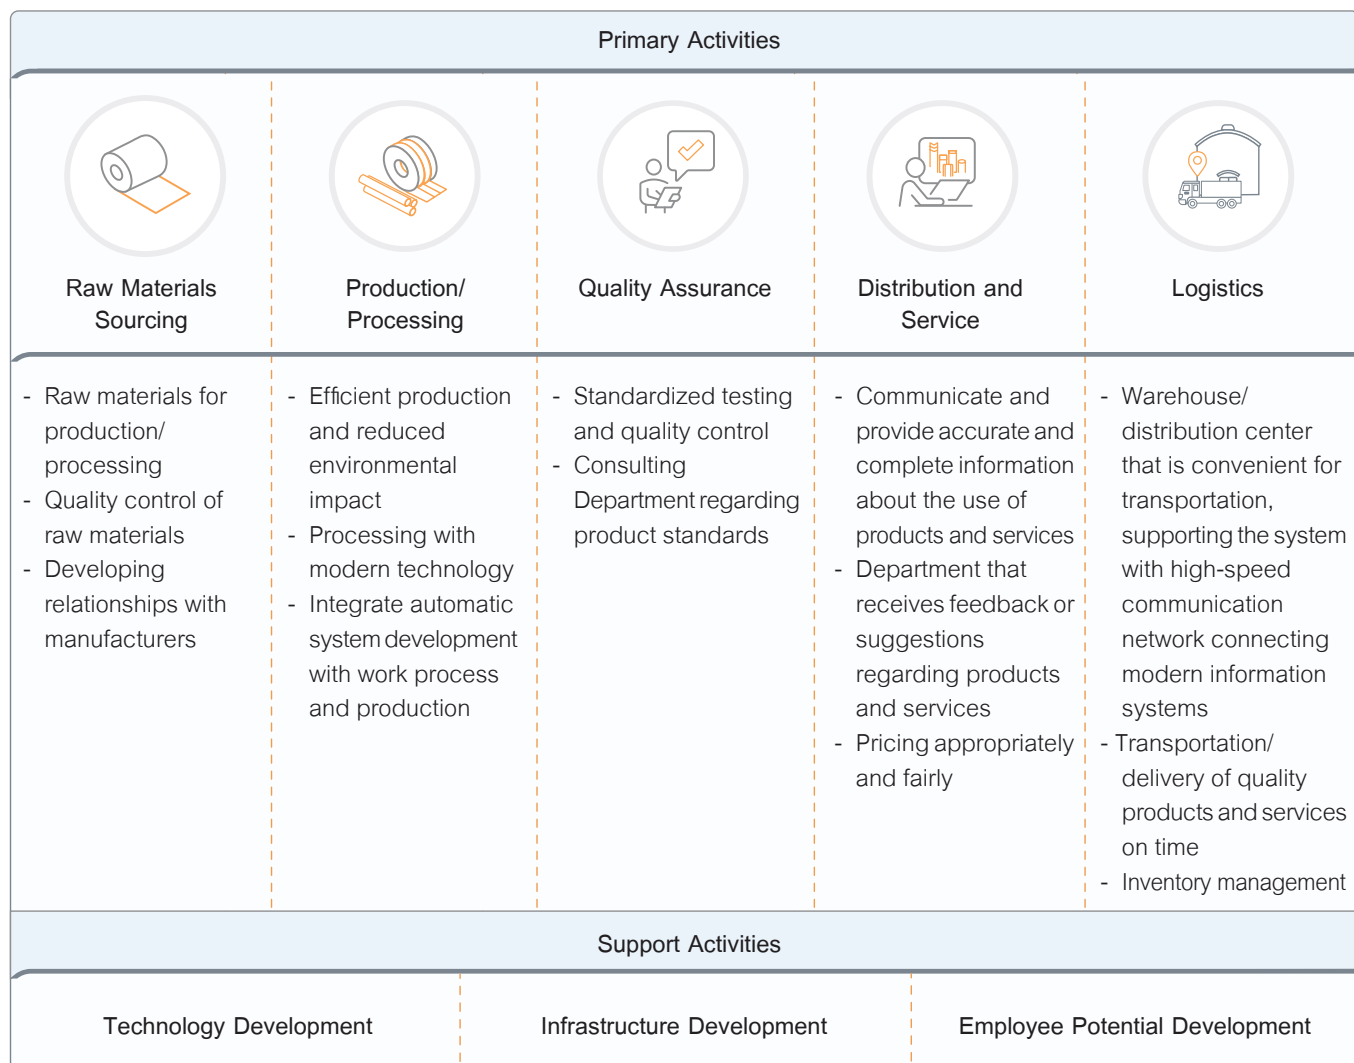 Primary Activities
Raw Materials
Sourcing
Production/
Processing
Quality Assurance
Distribution and
Service
Logistics
- Raw materials for
production/
processing
- Quality control of
raw materials
- Developing
relationships with
manufacturers
- Efficient production
and reduced
environmental
impact
- Processing with
modern technology
- Integrate automatic
system development
with work process
and production
- Standardized testing
and quality control
- Consulting
Department regarding
product standards
- Communicate and
provide accurate and
complete information
about the use of
products and services
- Department that
receives feedback or
suggestions
regarding products
and services
- Pricing appropriately
and fairly
- Warehouse/
distribution center
that is convenient for
transportation,
supporting the system
with high-speed
communication
network connecting
modern information
systems
- Transportation/
delivery of quality
products and services
on time
- Inventory management
Support Activities
Technology Development
Infrastructure Development
Employee Potential Development